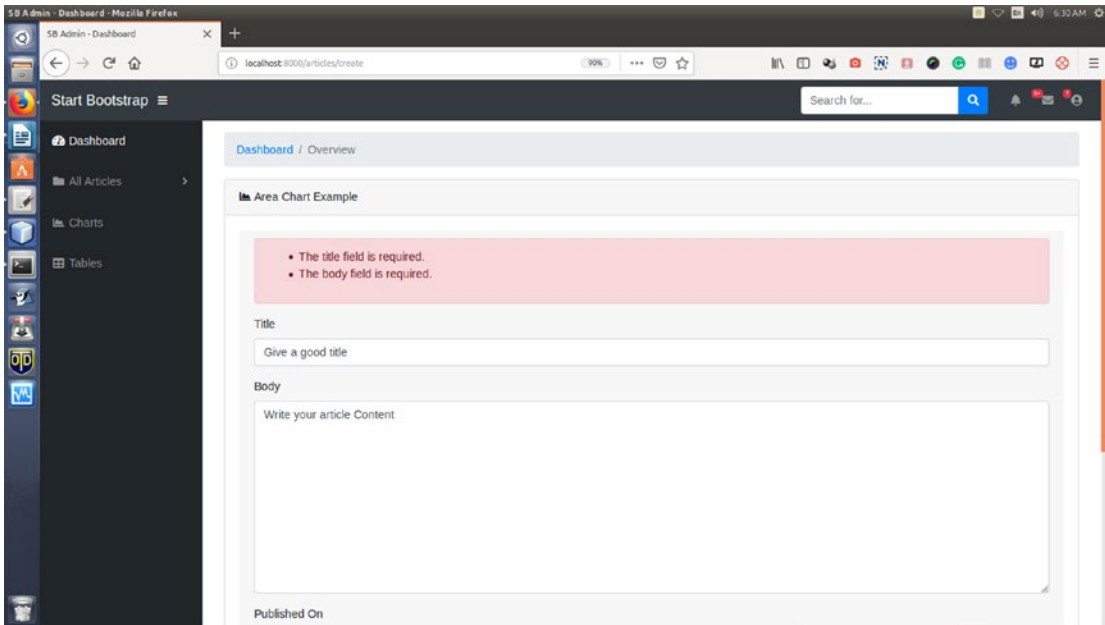 SB Admin - Dashboard - Mozilla Firefox
En
6:30 AM
SB Admin - Dashboard
localhost:8000/articles/create
90%
Start Bootstrap
Search for...
Dashboard
All Articles
Charts
Tables
Dashboard / Overview
Area Chart Example
• The title field is required.
• The body field is required.
Title
Give a good title
Body
Write your article Content
Published On